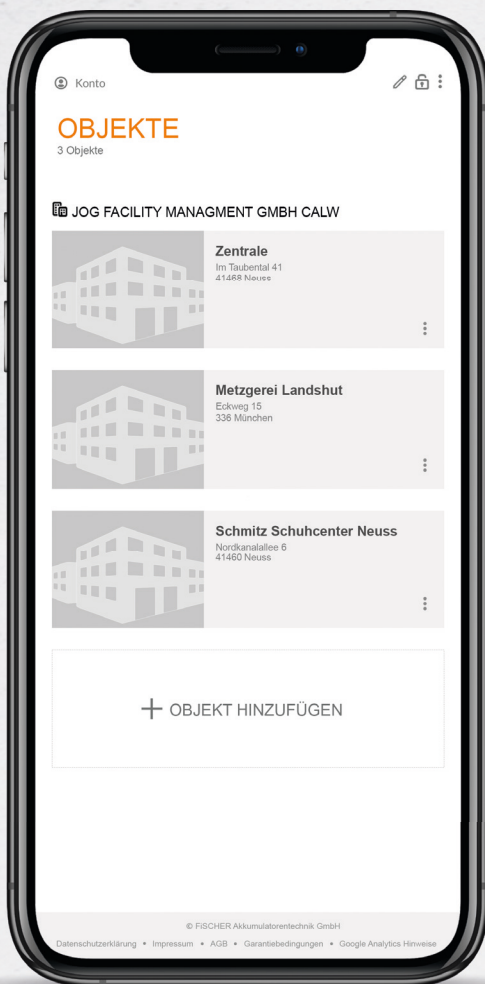 Konto
OBJEKTE
3 Objekte
JOG FACILITY MANAGMENT GMBH CALW
Zentrale
Im Taubental 41
41468 Neuss
Metzgerei Landshut
Eckweg 15
336 München
Schmitz Schuhcenter Neuss
Nordkanalallee 6
41460 Neuss
OBJEKT HINZUFÜGEN
© FiSCHER Akkumulatorentechnik GmbH
Datenschutzerklärung • Impressum • AGB • Garantiebedingungen • Google Analytics Hinweise